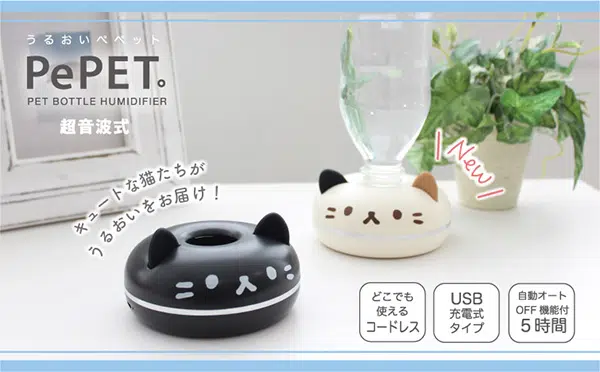 うるおいペペット
PePET。
PET BOTTLE HUMIDIFIER
超音波式
New
キュートな猫たちが
うるおいをお届け！
どこでも
使える
コードレス
USB
充電式
タイプ
自動オート
OFF機能付
5時間